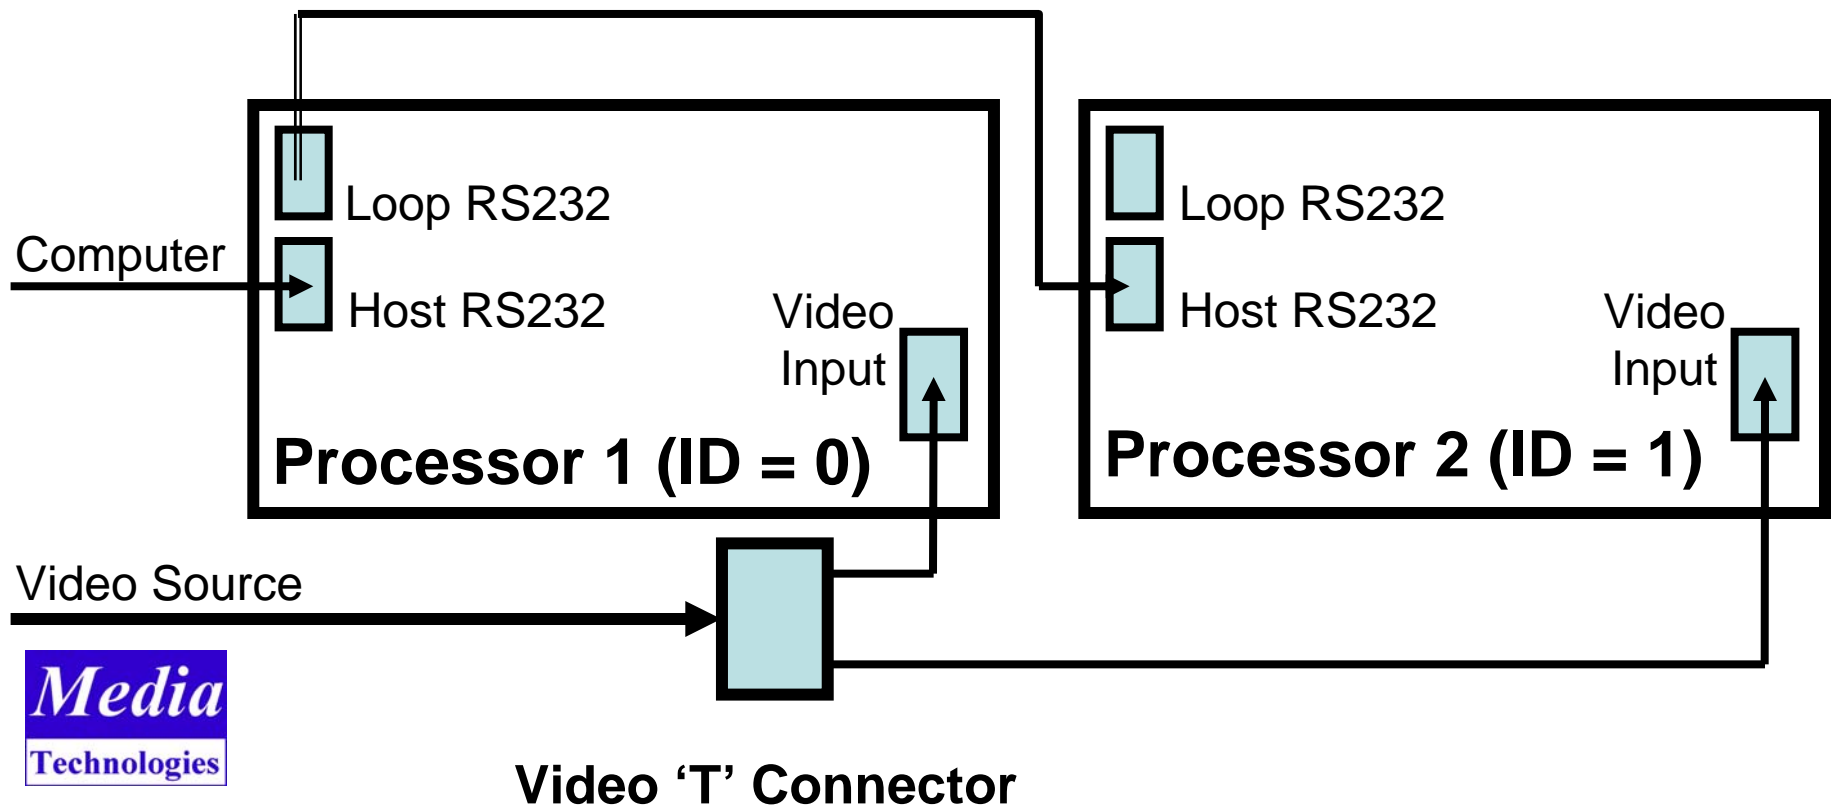 Loop RS232
Computer
Host RS232
Video
Input
Processor 1 (ID = 0)
Loop RS232
Host RS232
Video
Input
Processor 2 (ID = 1)
Video Source
Media
Technologies
Video ‘T’ Connector